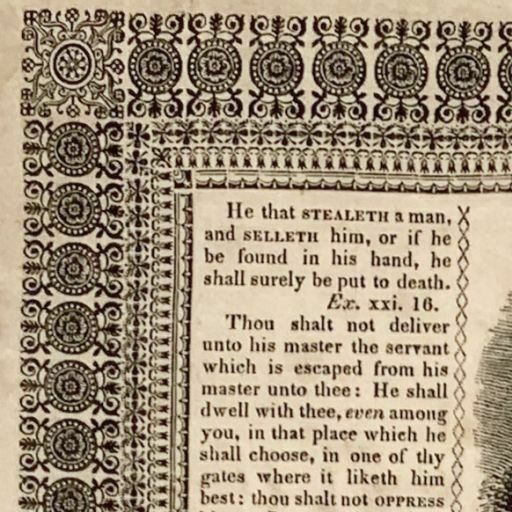 He that STEALETH a man,
and SELLETH him, or if he
be found in his hand, he
shall surely be put to death.
Ex. xxi. 16.
Thou shalt not deliver
unto his master the servant
which is escaped from his
master unto thee: He shall
dwell with thee, even among
you, in that place which he
shall choose, in one of thy
gates where it liketh him
best: thou shalt not OPPRESS